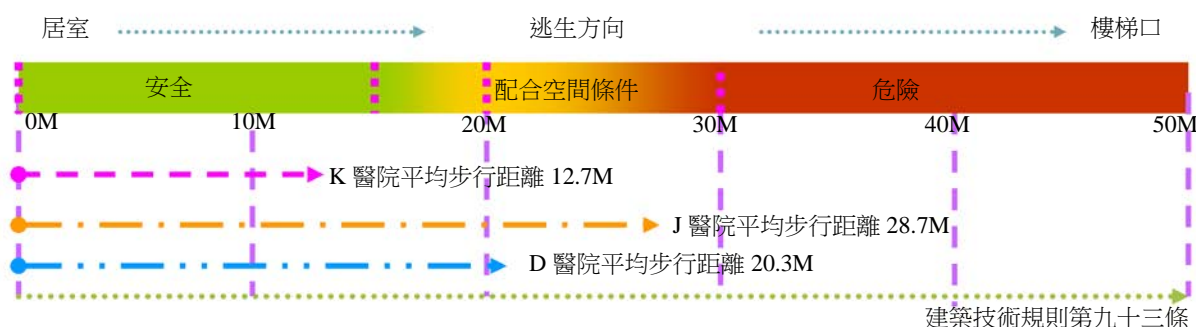 居室 逃生方向 樓梯口
安全 配合空間條件 危險
0M 10M 20M 30M 40M 50M
K 醫院平均步行距離 12.7M
J 醫院平均步行距離 28.7M
D 醫院平均步行距離 20.3M
建築技術規則第九十三條